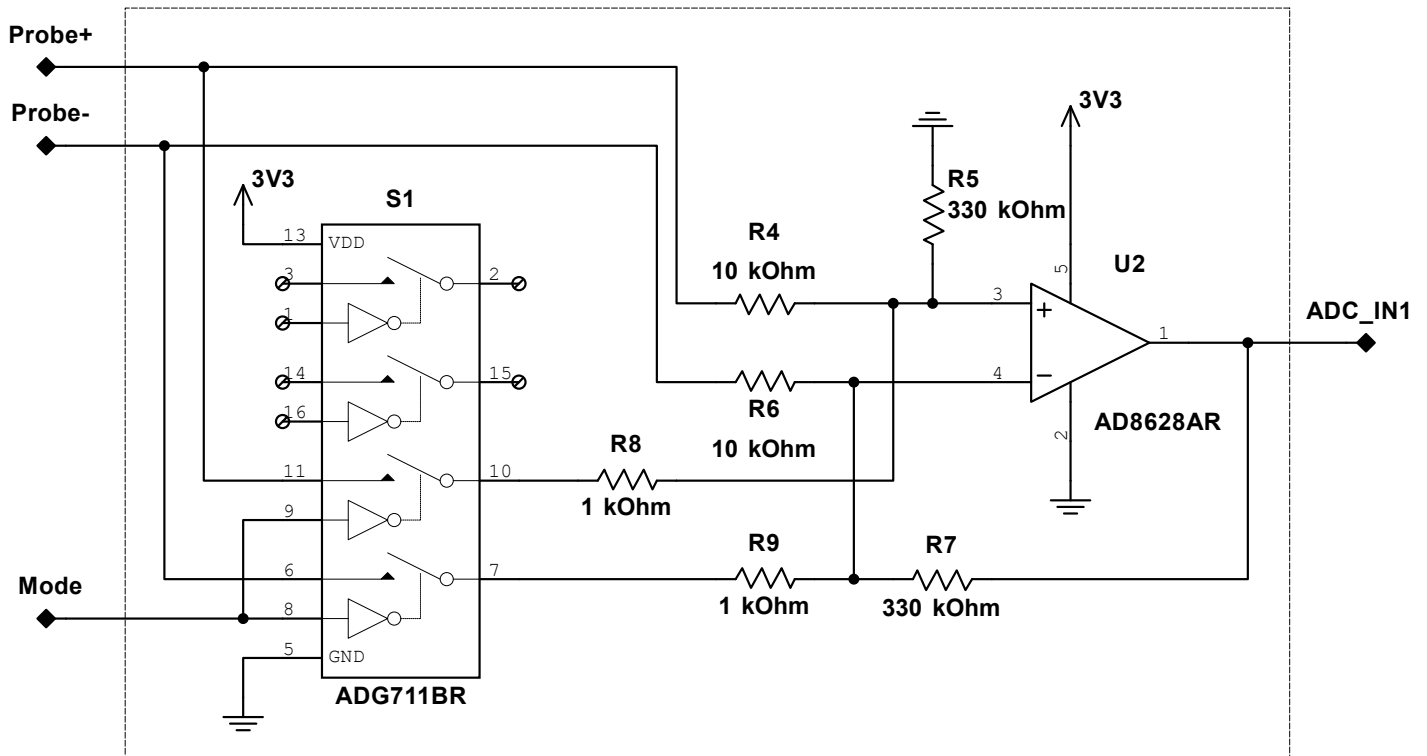 Probe+
Probe-
Mode
3V3
S1
13
VDD
3
2
1
14
15
16
11
10
9
6
7
8
5
GND
ADG711BR
R8
1 kOhm
R4
10 kOhm
R6
10 kOhm
R9
1 kOhm
R5
330 kOhm
R7
330 kOhm
3V3
5
U2
3
+
4
−
1
2
AD8628AR
ADC_IN1